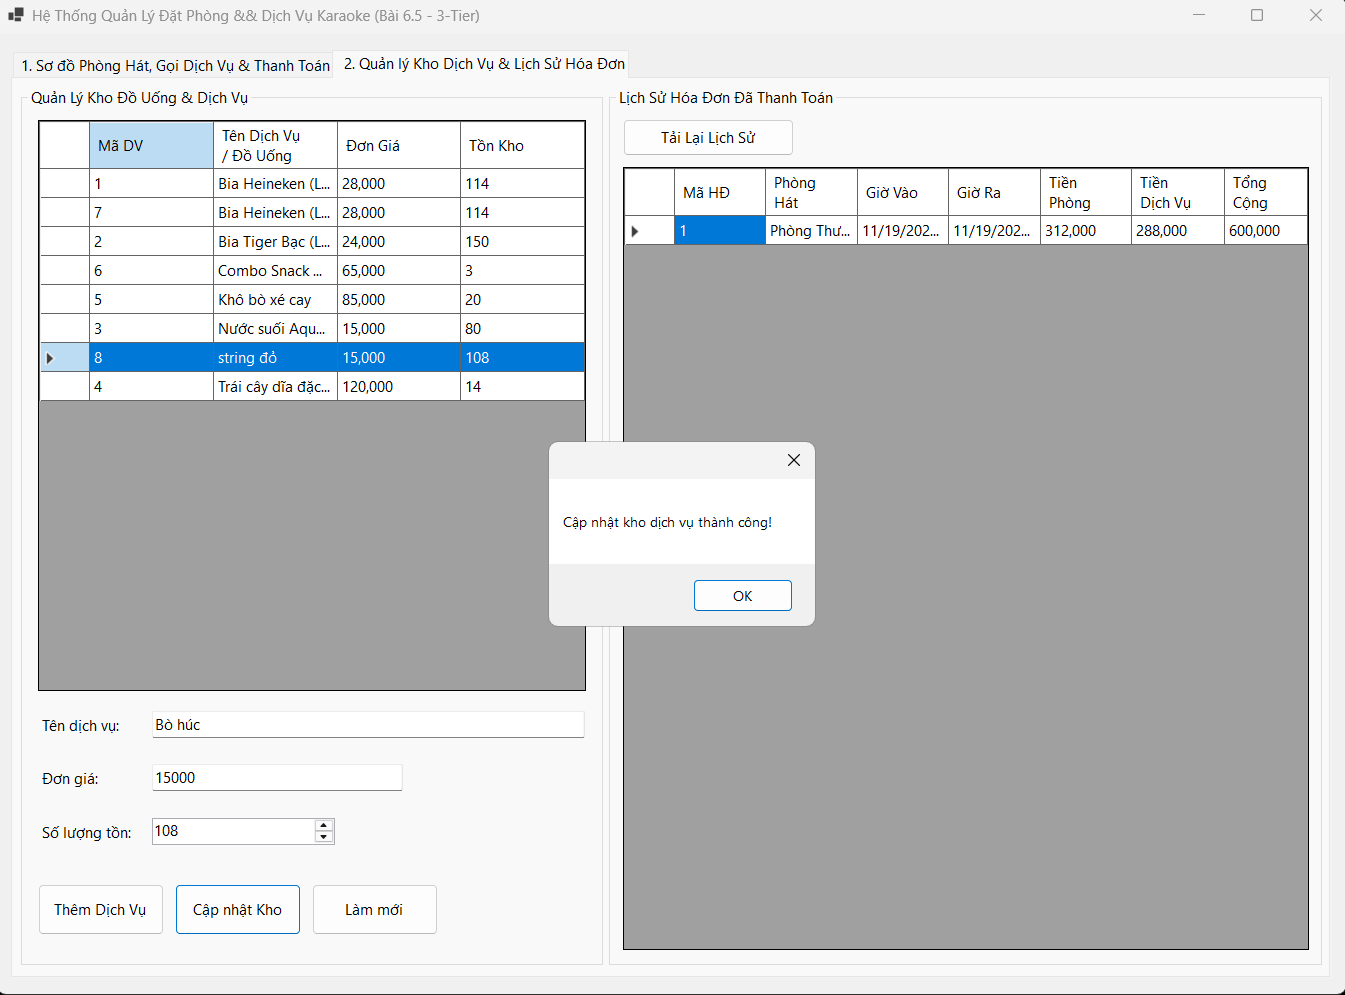 Hệ Thống Quản Lý Đặt Phòng && Dịch Vụ Karaoke (Bài 6.5 - 3-Tier)
1. Sơ đồ Phòng Hát, Gọi Dịch Vụ & Thanh Toán
2. Quản lý Kho Dịch Vụ & Lịch Sử Hóa Đơn
Quản Lý Kho Đồ Uống & Dịch Vụ
Mã DV Tên Dịch Vụ / Đồ Uống Đơn Giá Tồn Kho
1 Bia Heineken (L... 28,000 114
7 Bia Heineken (L... 28,000 114
2 Bia Tiger Bạc (L... 24,000 150
6 Combo Snack ... 65,000 3
5 Khô bò xé cay 85,000 20
3 Nước suối Aqu... 15,000 80
8 string đỏ 15,000 108
4 Trái cây dĩa đặc... 120,000 14
Tên dịch vụ: Bò húc
Đơn giá: 15000
Số lượng tồn: 108
Thêm Dịch Vụ Cập nhật Kho Làm mới
Lịch Sử Hóa Đơn Đã Thanh Toán
Tải Lại Lịch Sử
Mã HĐ Phòng Hát Giờ Vào Giờ Ra Tiền Phòng Tiền Dịch Vụ Tổng Cộng
1 Phòng Thư... 11/19/202... 11/19/202... 312,000 288,000 600,000
Cập nhật kho dịch vụ thành công!
OK